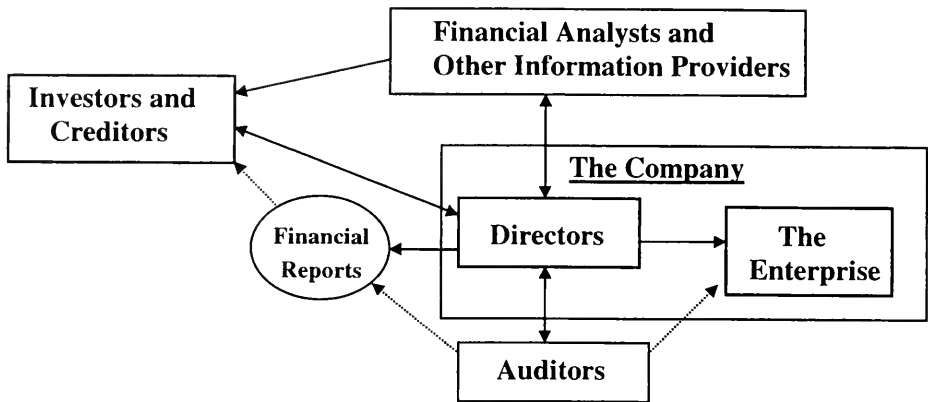 Financial Analysts and
Other Information Providers
Investors and
Creditors
The Company
Financial
Reports
Directors
The
Enterprise
Auditors